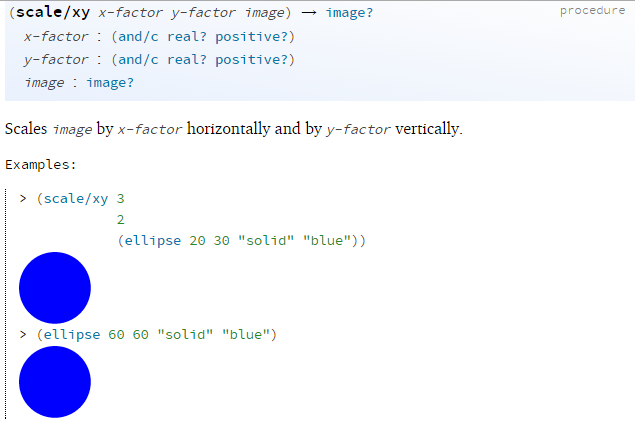 (scale/xy x-factor y-factor image) → image? procedure
x-factor : (and/c real? positive?)
y-factor : (and/c real? positive?)
image : image?
Scales image by x-factor horizontally and by y-factor vertically.
Examples:
> (scale/xy 3
2
(ellipse 20 30 "solid" "blue"))
> (ellipse 60 60 "solid" "blue")